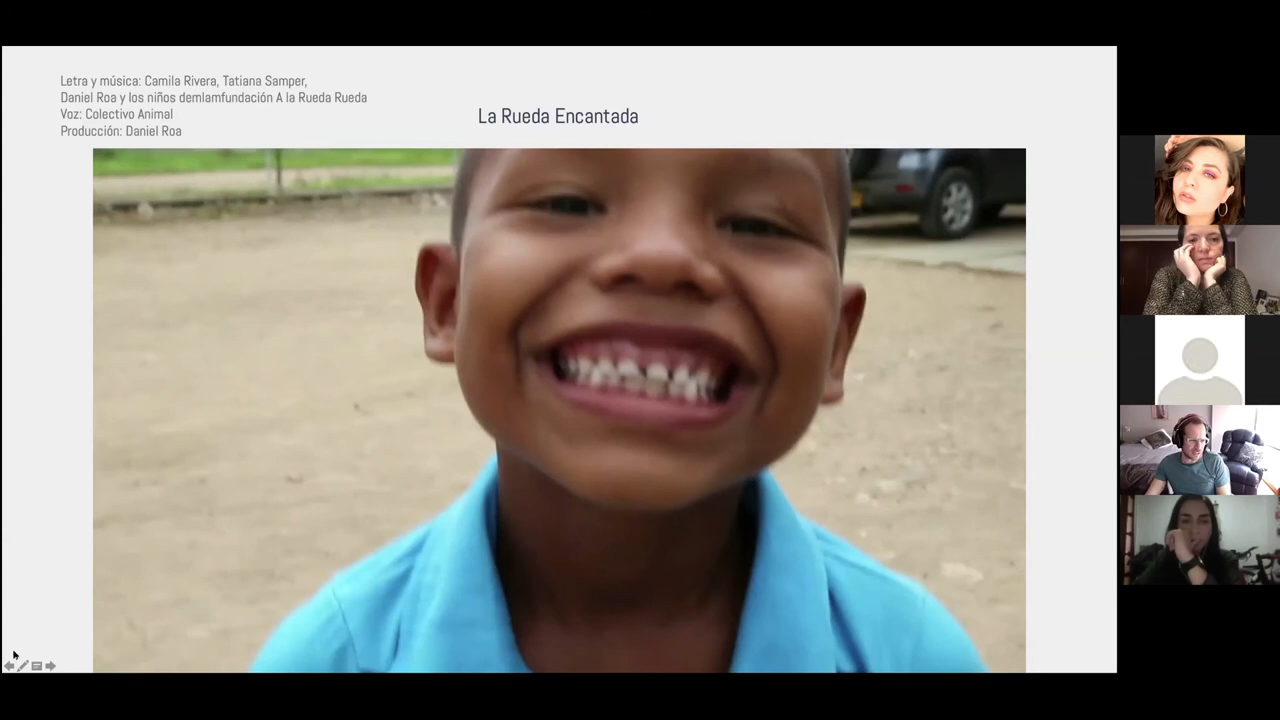 Letra y música: Camila Rivera, Tatiana Samper,
Daniel Roa y los niños demlamfundación A la Rueda Rueda
Voz: Colectivo Animal
Producción: Daniel Roa
La Rueda Encantada